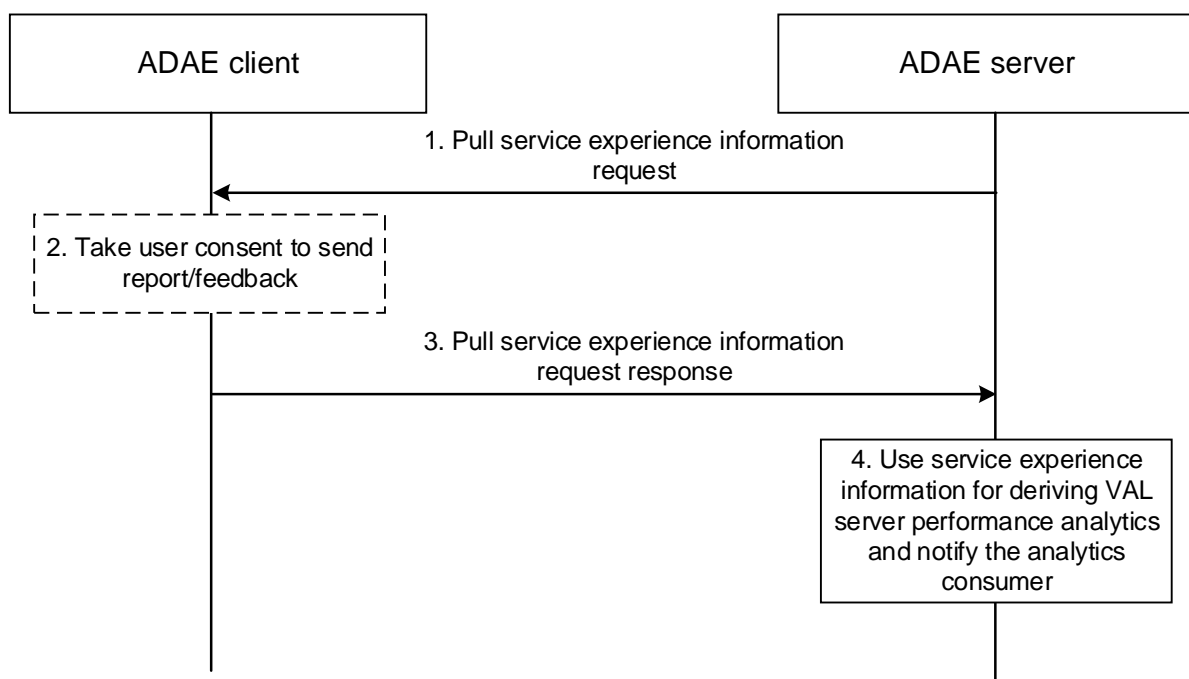 ADAE client
ADAE server
1. Pull service experience information
request
2. Take user consent to send
report/feedback
3. Pull service experience information
request response
4. Use service experience
information for deriving VAL
server performance analytics
and notify the analytics
consumer